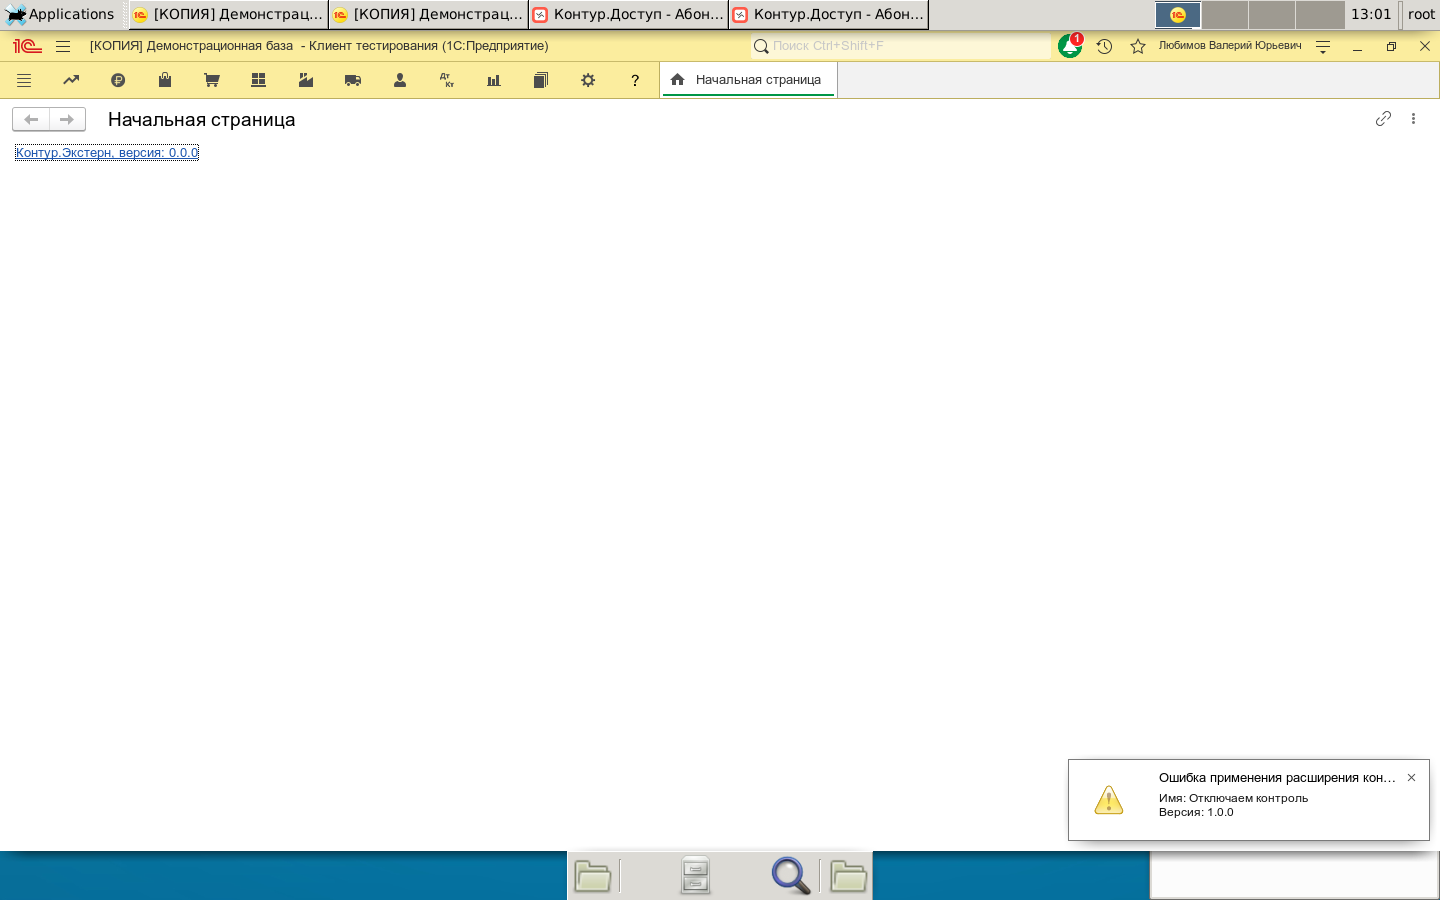 Applications
[КОПИЯ] Демонстрац...
[КОПИЯ] Демонстрац...
Контур.Доступ - Абон...
Контур.Доступ - Абон...
13:01
root
[КОПИЯ] Демонстрационная база - Клиент тестирования (1С:Предприятие)
Поиск Ctrl+Shift+F
1
Любимов Валерий Юрьевич
Дт
Кт
?
Начальная страница
Начальная страница
Контур.Экстерн, версия: 0.0.0
Ошибка применения расширения кон...
Имя: Отключаем контроль
Версия: 1.0.0